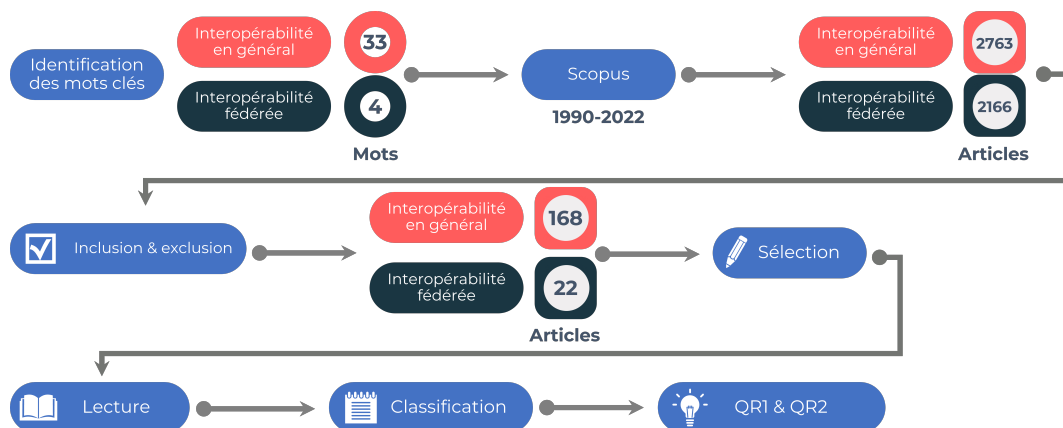 Identification
des mots clés
Interopérabilité
en général
33
Interopérabilité
fédérée
4
Mots
Scopus
1990-2022
Interopérabilité
en général
2763
Interopérabilité
fédérée
2166
Articles
Inclusion & exclusion
Interopérabilité
en général
168
Interopérabilité
fédérée
22
Articles
Sélection
Lecture
Classification
QR1 & QR2